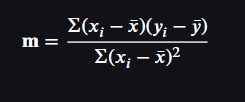 m = Σ(xᵢ − x̄)(yᵢ − ȳ) / Σ(xᵢ − x̄)²